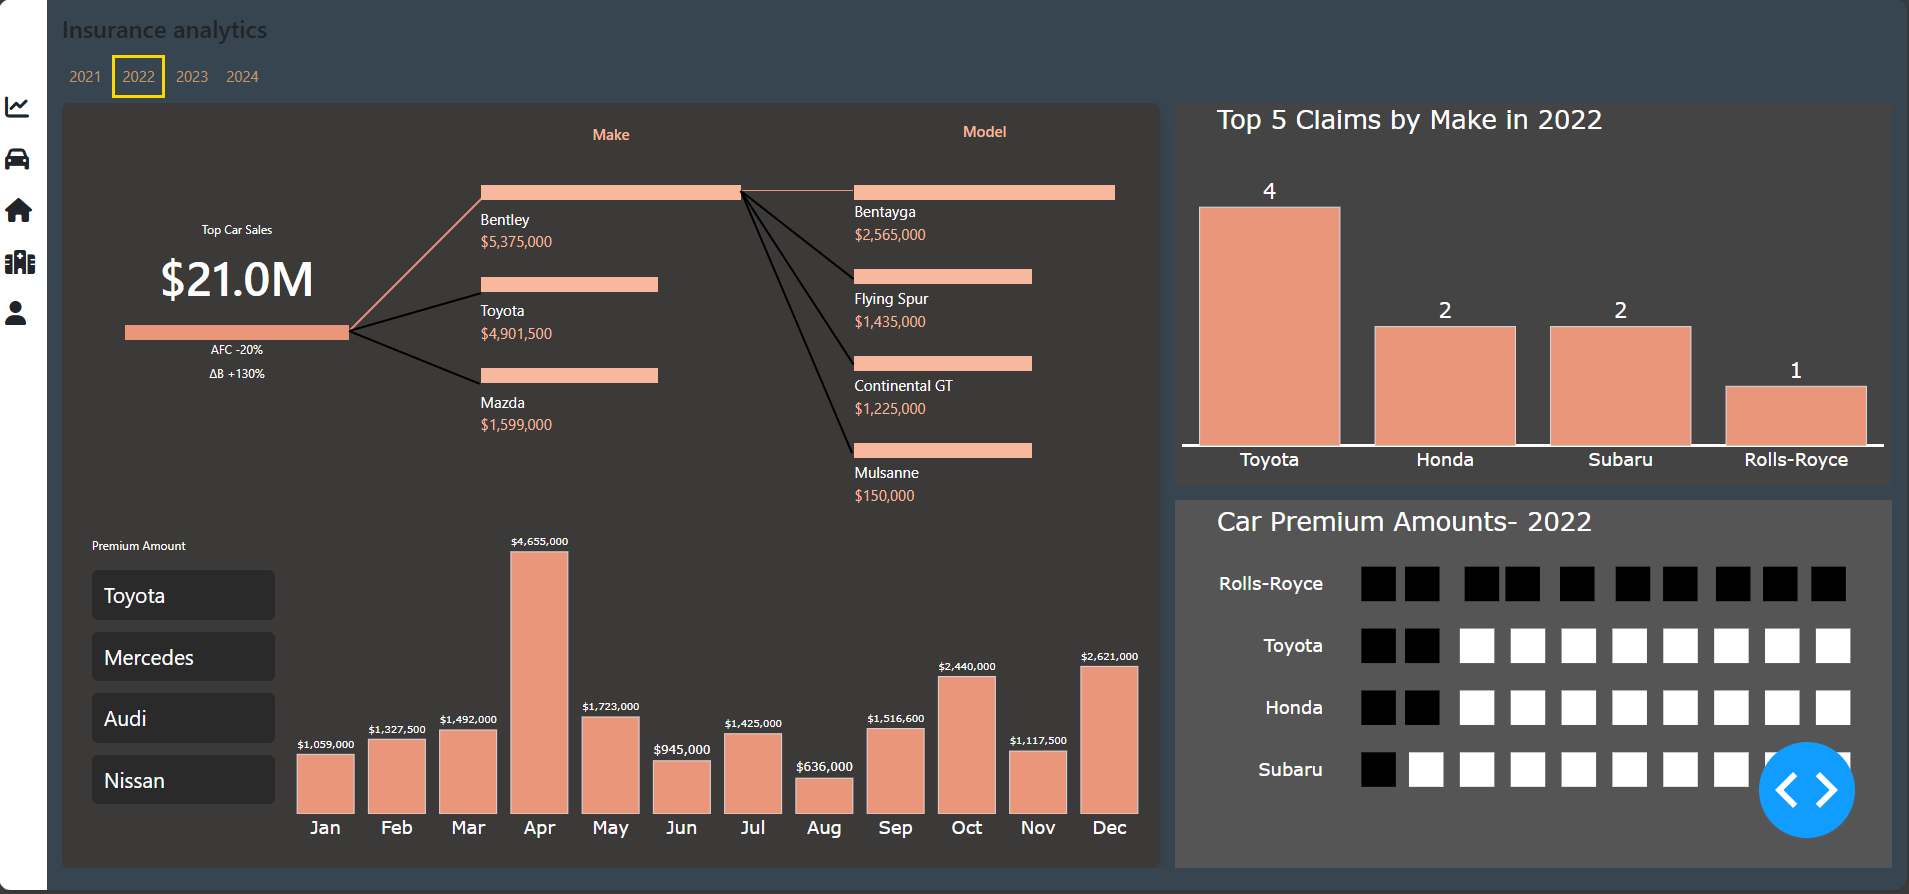 Insurance analytics
2021 2022 2023 2024
Make
Model
Top Car Sales
$21.0M
AFC -20%
ΔB +130%
Bentley
$5,375,000
Toyota
$4,901,500
Mazda
$1,599,000
Bentayga
$2,565,000
Flying Spur
$1,435,000
Continental GT
$1,225,000
Mulsanne
$150,000
Premium Amount
Toyota
Mercedes
Audi
Nissan
$1,059,000
$1,327,500
$1,492,000
$4,655,000
$1,723,000
$945,000
$1,425,000
$636,000
$1,516,600
$2,440,000
$1,117,500
$2,621,000
Jan Feb Mar Apr May Jun Jul Aug Sep Oct Nov Dec
Top 5 Claims by Make in 2022
4
2
2
1
Toyota Honda Subaru Rolls-Royce
Car Premium Amounts- 2022
Rolls-Royce
Toyota
Honda
Subaru